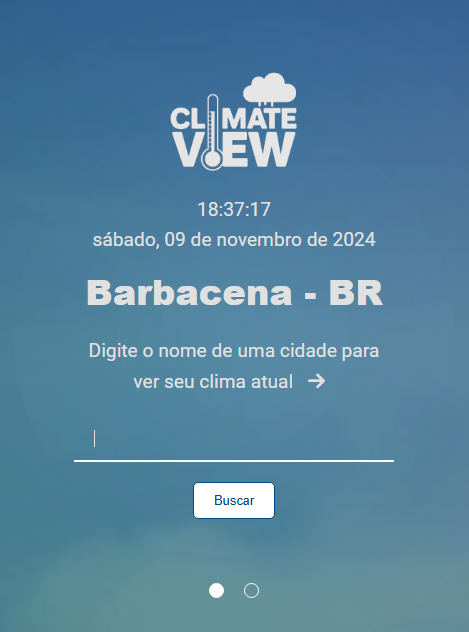 CLIMATE
VIEW
18:37:17
sábado, 09 de novembro de 2024
Barbacena - BR
Digite o nome de uma cidade para
ver seu clima atual →
Buscar